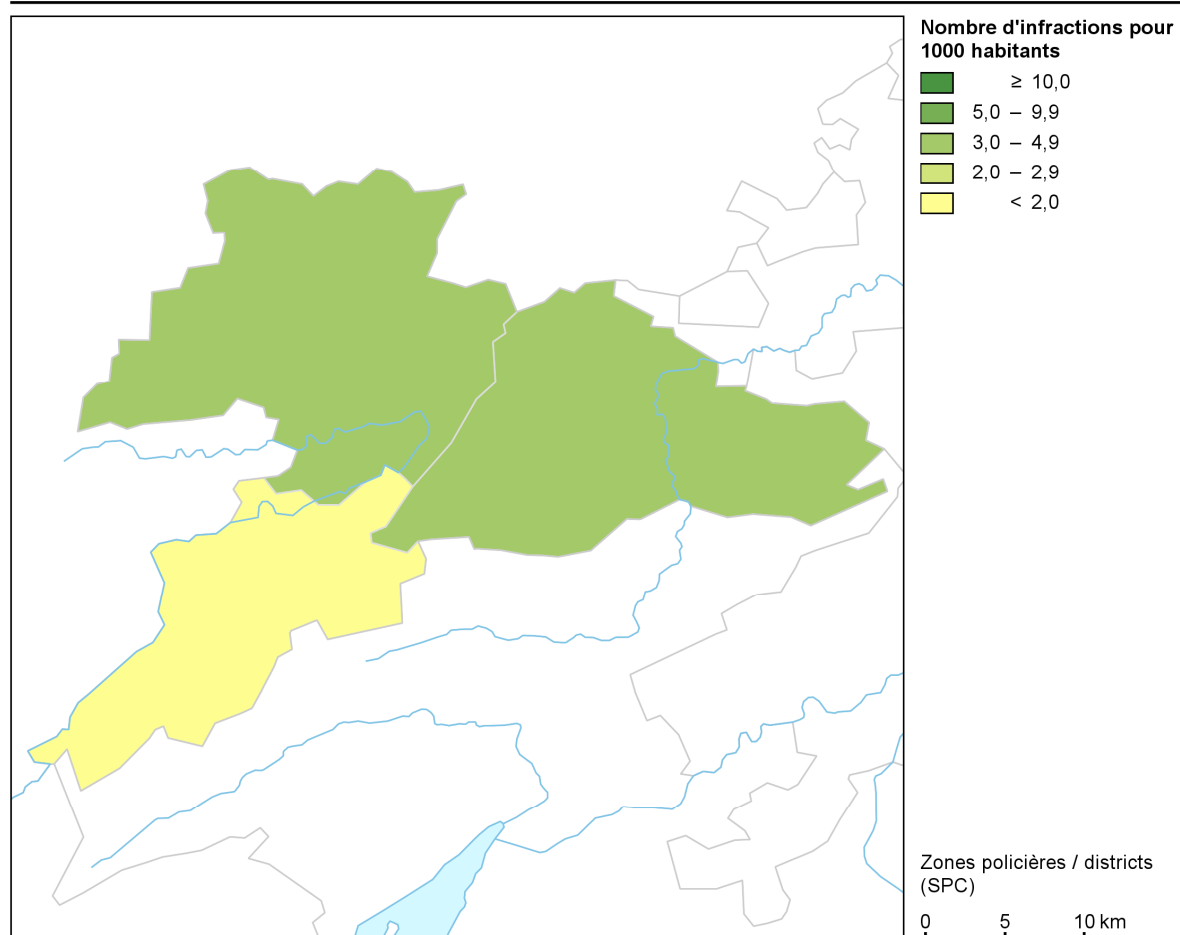 Nombre d'infractions pour
1000 habitants
≥ 10,0
5,0 – 9,9
3,0 – 4,9
2,0 – 2,9
< 2,0
Zones policières / districts
(SPC)
0 5 10 km